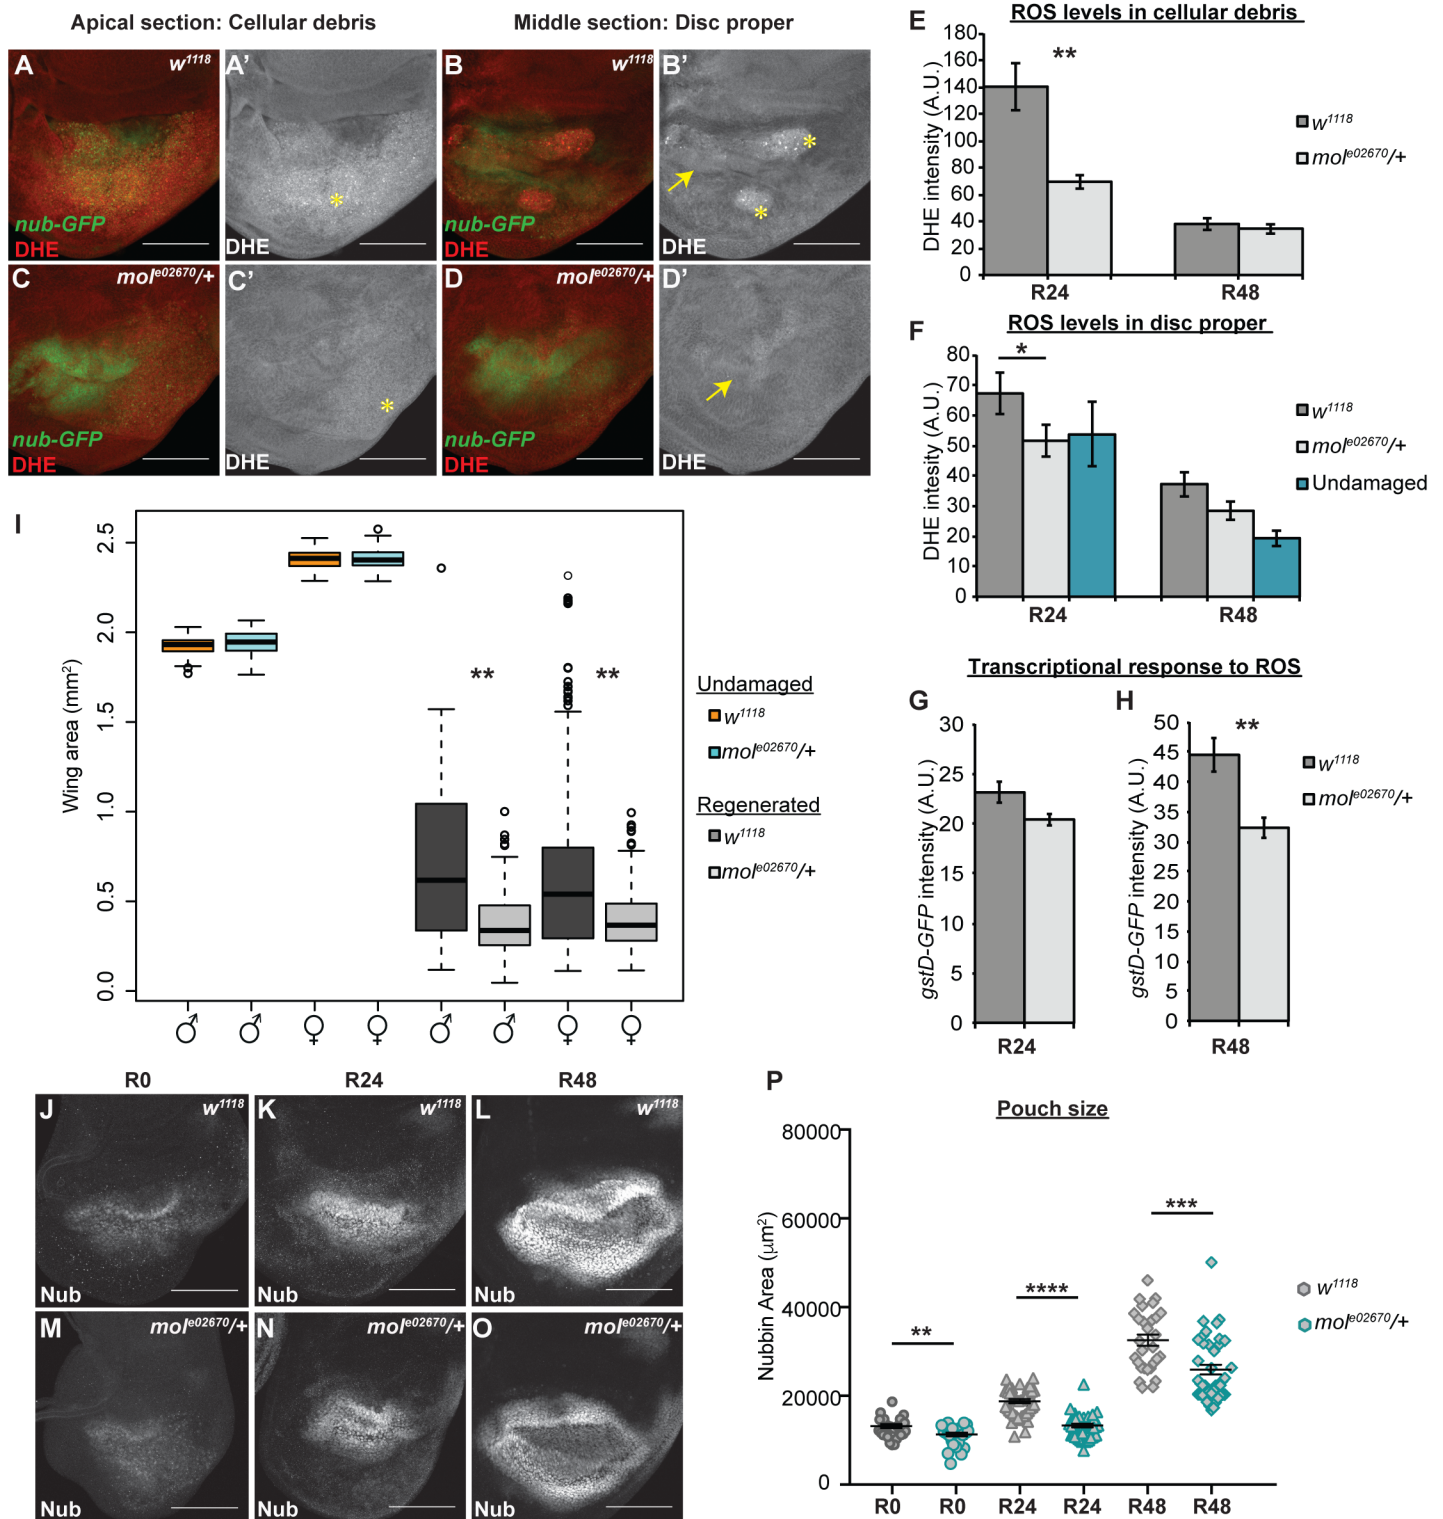 Apical section: Cellular debris
Middle section: Disc proper
A
w1118
nub-GFP
DHE
A'
DHE
B
w1118
nub-GFP
DHE
B'
*
*
DHE
*
C
mole02670/+
nub-GFP
DHE
C'
*
DHE
D
mole02670/+
nub-GFP
DHE
D'
DHE
E
ROS levels in cellular debris
DHE intensity (A.U.)
180
160
140
120
100
80
60
40
20
0
**
R24
R48
w1118
mole02670/+
F
ROS levels in disc proper
DHE intesity (A.U.)
80
70
60
50
40
30
20
10
0
*
R24
R48
w1118
mole02670/+
Undamaged
Transcriptional response to ROS
G
gstD-GFP intensity (A.U.)
30
25
20
15
10
5
0
R24
H
gstD-GFP intensity (A.U.)
50
45
40
35
30
25
20
15
10
5
0
**
R48
w1118
mole02670/+
I
Wing area (mm2)
2.5
2.0
1.5
1.0
0.5
0.0
**
**
♂
♂
♀
♀
♂
♂
♀
♀
Undamaged
w1118
mole02670/+
Regenerated
w1118
mole02670/+
R0
R24
R48
J
w1118
Nub
K
w1118
Nub
L
w1118
Nub
M
mole02670/+
Nub
N
mole02670/+
Nub
O
mole02670/+
Nub
P
Pouch size
Nubbin Area (μm2)
80000
60000
40000
20000
0
**
****
***
R0
R0
R24
R24
R48
R48
w1118
mole02670/+